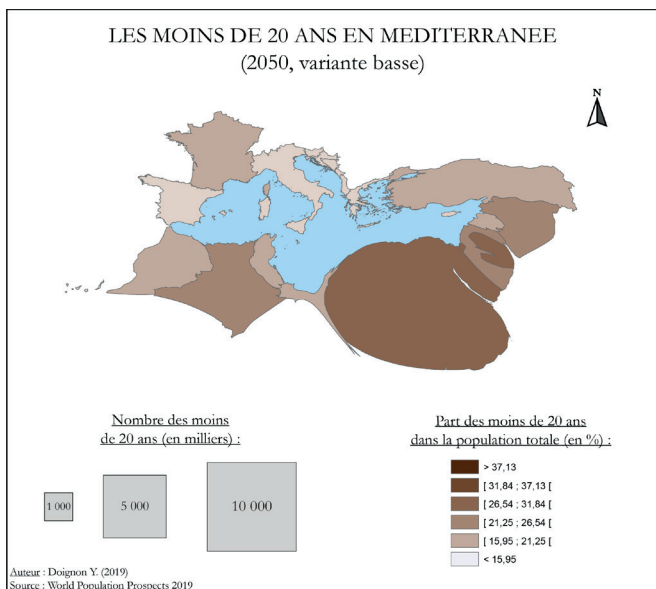 LES MOINS DE 20 ANS EN MEDITERRANEE
(2050, variante basse)
N
Nombre des moins
de 20 ans (en milliers) :
1 000
5 000
10 000
Part des moins de 20 ans
dans la population totale (en %) :
> 37,13
[ 31,84 ; 37,13 [
[ 26,54 ; 31,84 [
[ 21,25 ; 26,54 [
[ 15,95 ; 21,25 [
< 15,95
Auteur : Doignon Y. (2019)
Source : World Population Prospects 2019